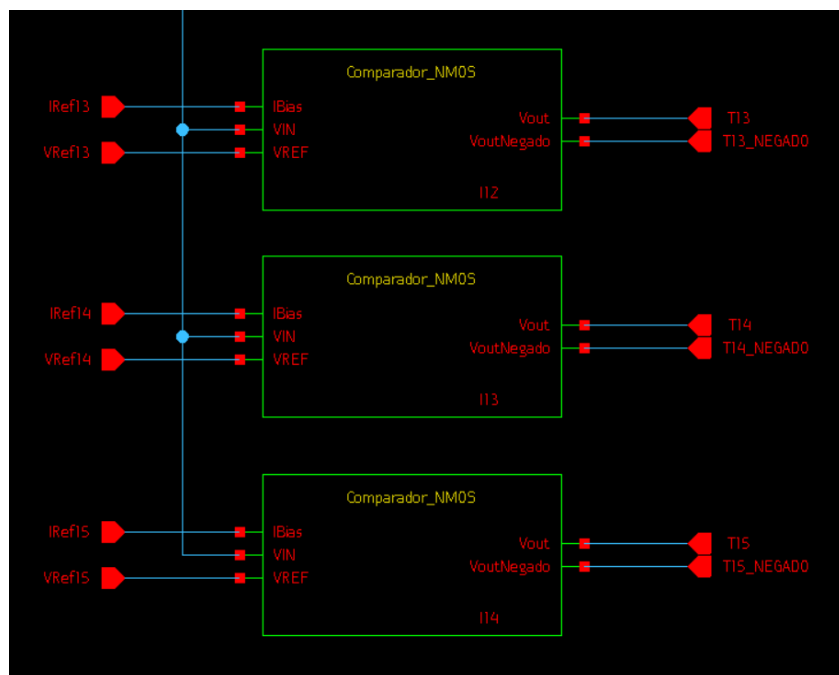 Comparador_NMOS
IRef13
IBias
VIN
VRef13
VREF
Vout
T13
VoutNegado
T13_NEGADO
I12
Comparador_NMOS
IRef14
IBias
VIN
VRef14
VREF
Vout
T14
VoutNegado
T14_NEGADO
I13
Comparador_NMOS
IRef15
IBias
VIN
VRef15
VREF
Vout
T15
VoutNegado
T15_NEGADO
I14